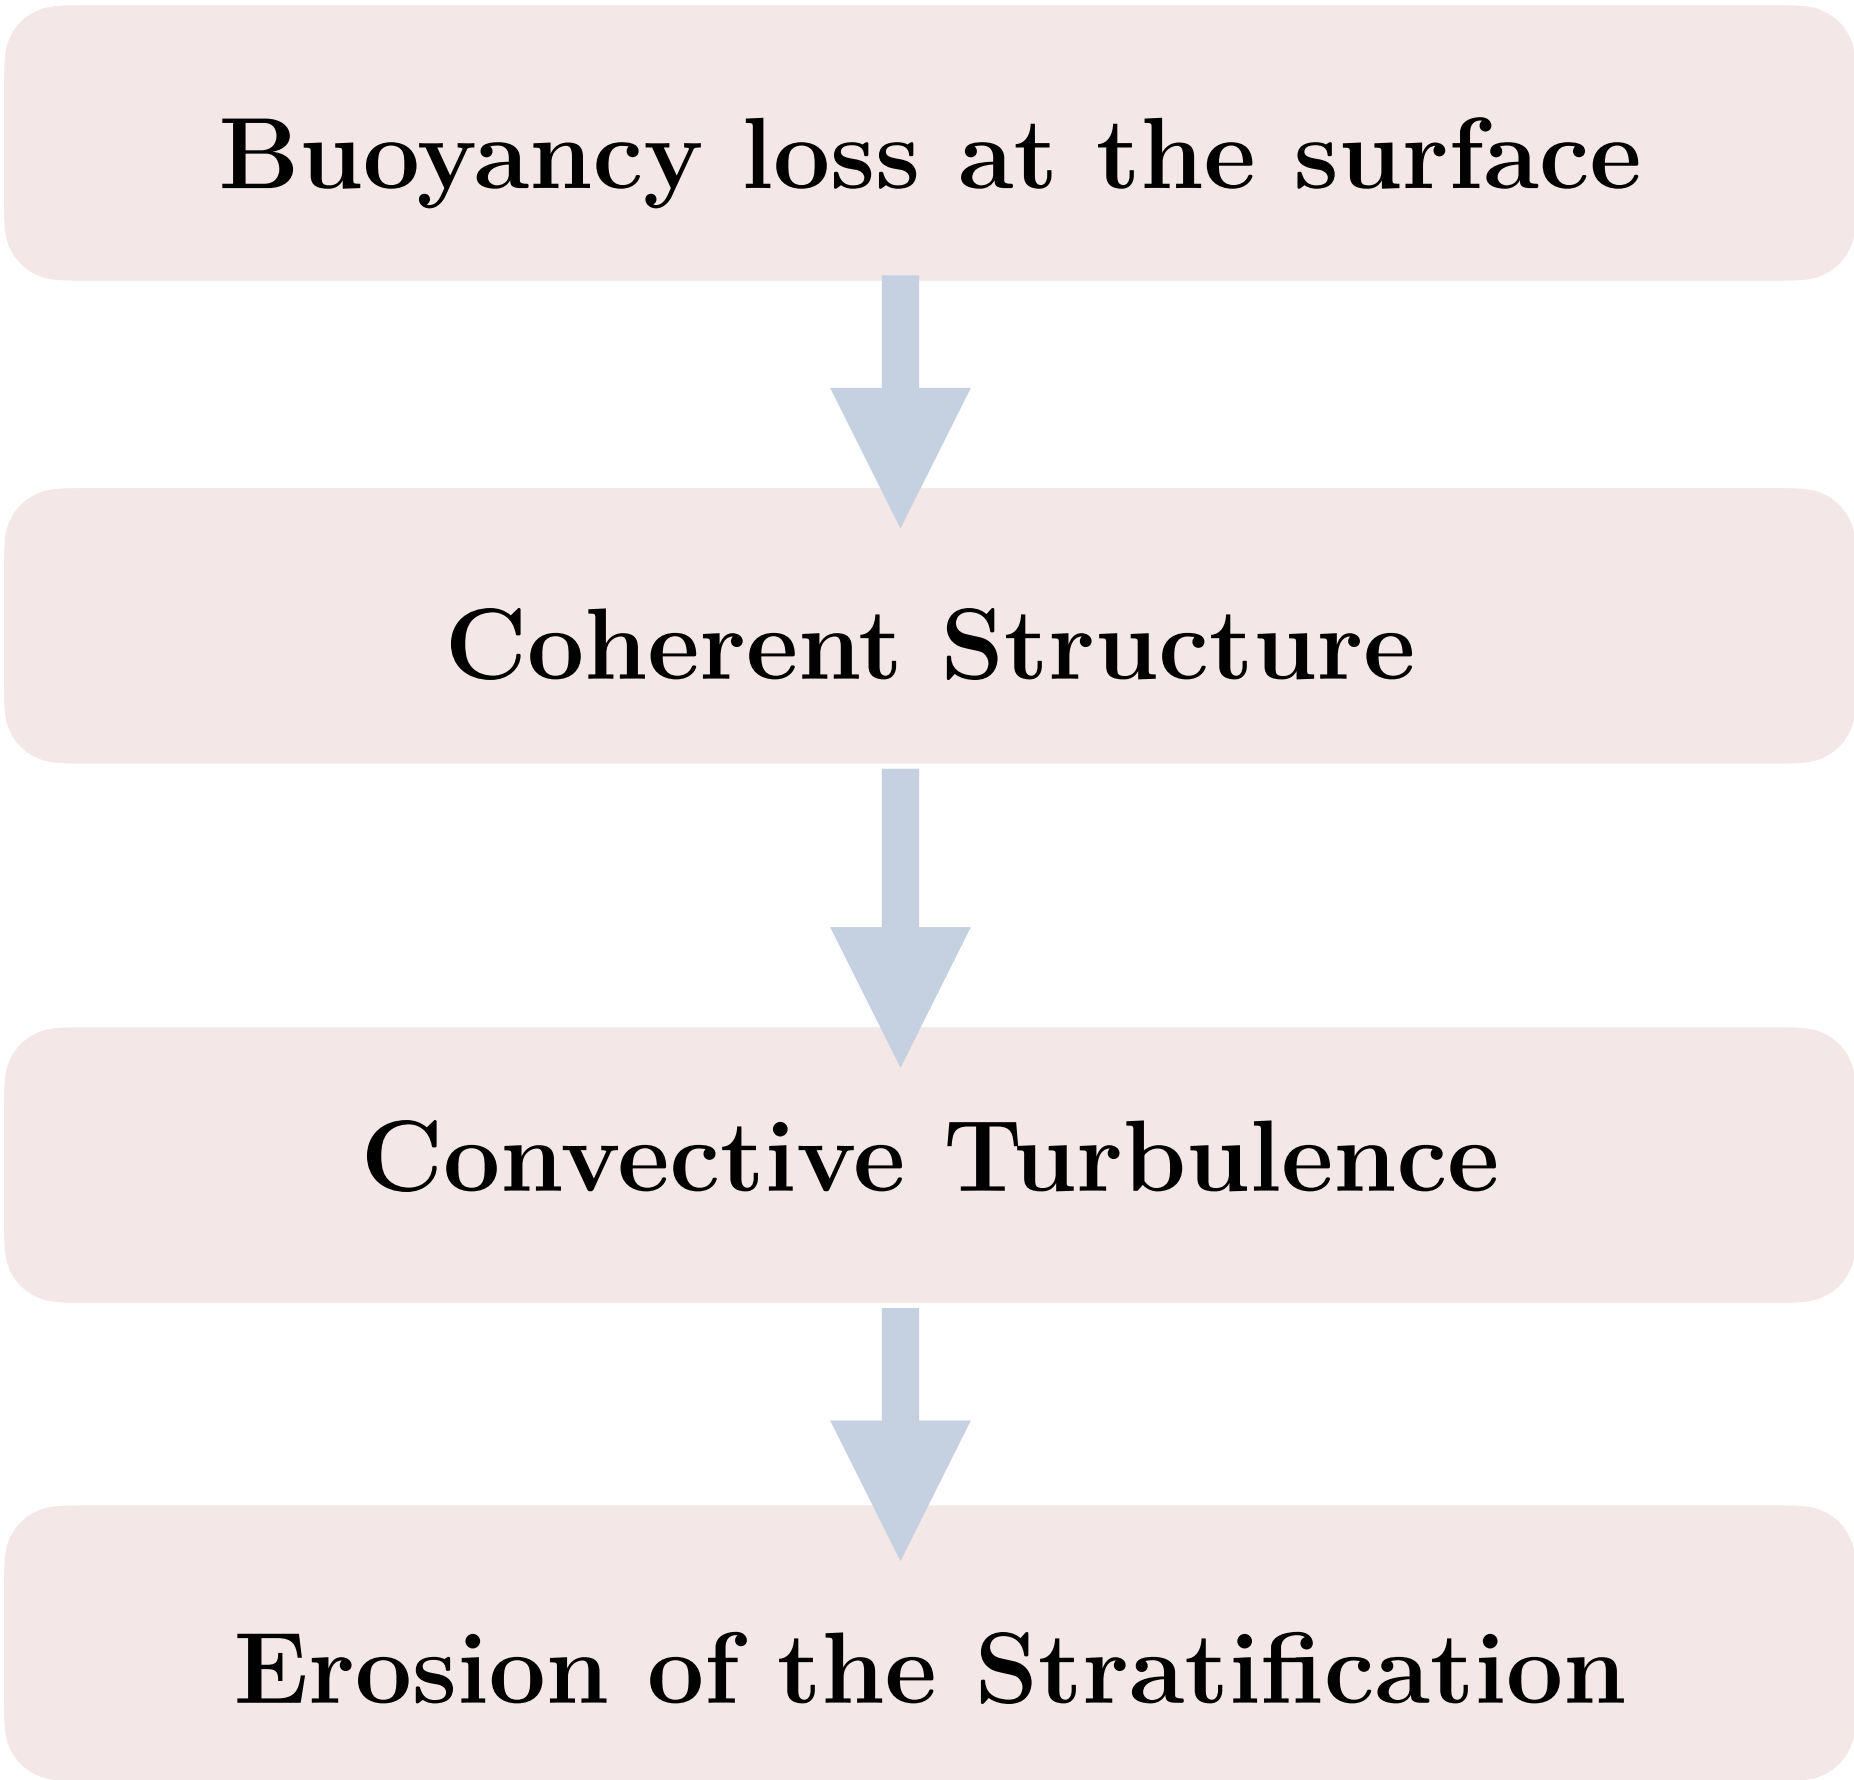 Buoyancy loss at the surface
Coherent Structure
Convective Turbulence
Erosion of the Stratification